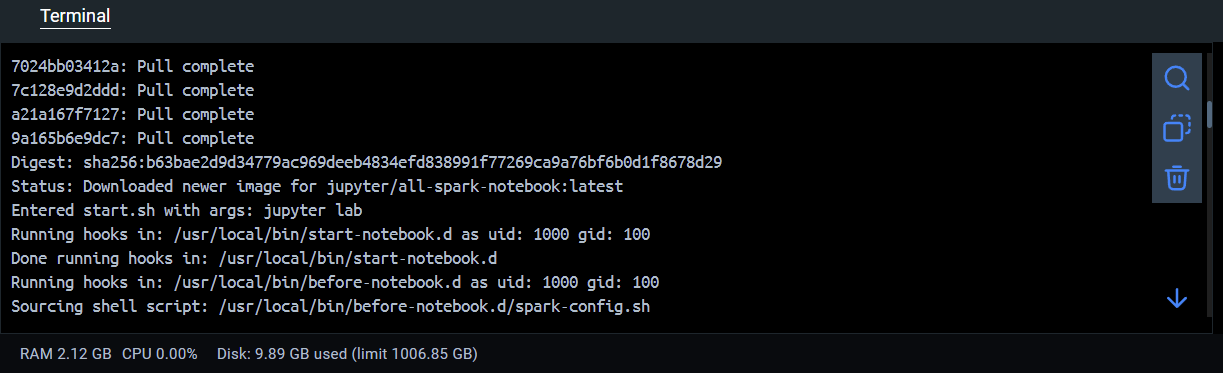 Terminal
7024bb03412a: Pull complete
7c128e9d2ddd: Pull complete
a21a167f7127: Pull complete
9a165b6e9dc7: Pull complete
Digest: sha256:b63bae2d9d34779ac969deeb4834efd838991f77269ca9a76bf6b0d1f8678d29
Status: Downloaded newer image for jupyter/all-spark-notebook:latest
Entered start.sh with args: jupyter lab
Running hooks in: /usr/local/bin/start-notebook.d as uid: 1000 gid: 100
Done running hooks in: /usr/local/bin/start-notebook.d
Running hooks in: /usr/local/bin/before-notebook.d as uid: 1000 gid: 100
Sourcing shell script: /usr/local/bin/before-notebook.d/spark-config.sh
RAM 2.12 GB CPU 0.00% Disk: 9.89 GB used (limit 1006.85 GB)